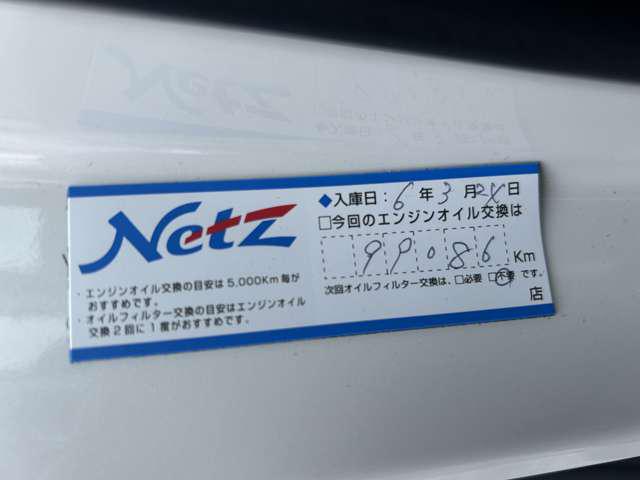 Netz
・エンジンオイル交換の目安は5,000Km毎が
おすすめです。
・オイルフィルター交換の目安はエンジンオイル
交換2回に1度がおすすめです。
◆入庫日: 6年3月28日
□今回のエンジンオイル交換は
99086 Km
次回オイルフィルター交換は、□必要 □不要 です。
店